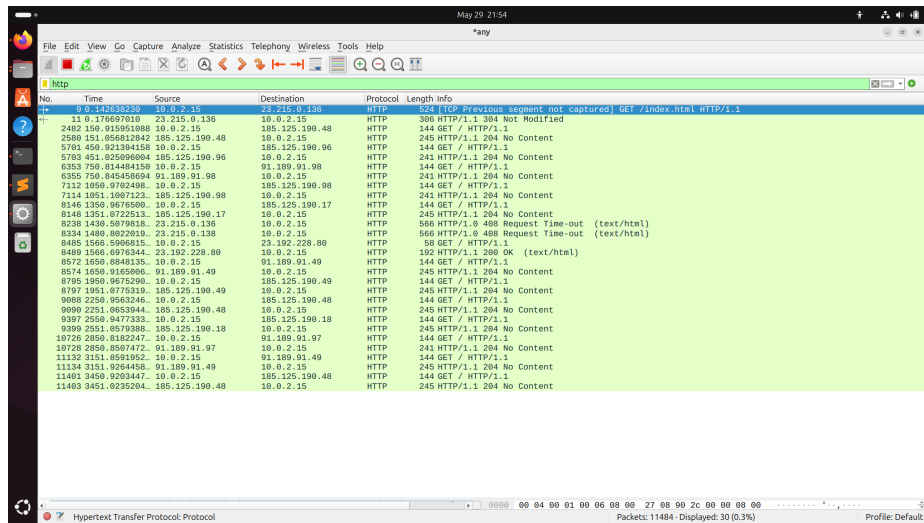 May 29 21:54
*any
File Edit View Go Capture Analyze Statistics Telephony Wireless Tools Help
http
No. Time Source Destination Protocol Length Info
9 0.142638230 10.0.2.15 23.215.0.136 HTTP 524 [TCP Previous segment not captured] GET /index.html HTTP/1.1
11 0.176697010 23.215.0.136 10.0.2.15 HTTP 306 HTTP/1.1 304 Not Modified
2482 150.915951088 10.0.2.15 185.125.190.48 HTTP 144 GET / HTTP/1.1
2580 151.056812842 185.125.190.48 10.0.2.15 HTTP 245 HTTP/1.1 204 No Content
5701 450.921394158 10.0.2.15 185.125.190.96 HTTP 144 GET / HTTP/1.1
5703 451.025096004 185.125.190.96 10.0.2.15 HTTP 241 HTTP/1.1 204 No Content
6353 750.814484150 10.0.2.15 91.189.91.98 HTTP 144 GET / HTTP/1.1
6355 750.845458694 91.189.91.98 10.0.2.15 HTTP 241 HTTP/1.1 204 No Content
7112 1050.9702498… 10.0.2.15 185.125.190.98 HTTP 144 GET / HTTP/1.1
7114 1051.1007123… 185.125.190.98 10.0.2.15 HTTP 241 HTTP/1.1 204 No Content
8146 1350.9676500… 10.0.2.15 185.125.190.17 HTTP 144 GET / HTTP/1.1
8148 1351.0722513… 185.125.190.17 10.0.2.15 HTTP 245 HTTP/1.1 204 No Content
8238 1430.5079818… 23.215.0.136 10.0.2.15 HTTP 566 HTTP/1.0 408 Request Time-out (text/html)
8334 1480.8022019… 23.215.0.138 10.0.2.15 HTTP 566 HTTP/1.0 408 Request Time-out (text/html)
8485 1566.5906815… 10.0.2.15 23.192.228.80 HTTP 58 GET / HTTP/1.1
8489 1566.6976344… 23.192.228.80 10.0.2.15 HTTP 192 HTTP/1.1 200 OK (text/html)
8572 1650.8848135… 10.0.2.15 91.189.91.49 HTTP 144 GET / HTTP/1.1
8574 1650.9165006… 91.189.91.49 10.0.2.15 HTTP 245 HTTP/1.1 204 No Content
8795 1950.9675290… 10.0.2.15 185.125.190.49 HTTP 144 GET / HTTP/1.1
8797 1951.0775319… 185.125.190.49 10.0.2.15 HTTP 245 HTTP/1.1 204 No Content
9088 2250.9563246… 10.0.2.15 185.125.190.48 HTTP 144 GET / HTTP/1.1
9090 2251.0653944… 185.125.190.48 10.0.2.15 HTTP 245 HTTP/1.1 204 No Content
9397 2550.9477333… 10.0.2.15 185.125.190.18 HTTP 144 GET / HTTP/1.1
9399 2551.0579388… 185.125.190.18 10.0.2.15 HTTP 245 HTTP/1.1 204 No Content
10726 2850.8182247… 10.0.2.15 91.189.91.97 HTTP 144 GET / HTTP/1.1
10728 2850.8507472… 91.189.91.97 10.0.2.15 HTTP 241 HTTP/1.1 204 No Content
11132 3151.8591952… 10.0.2.15 91.189.91.49 HTTP 144 GET / HTTP/1.1
11134 3151.9264458… 91.189.91.49 10.0.2.15 HTTP 245 HTTP/1.1 204 No Content
11401 3450.9203447… 10.0.2.15 185.125.190.48 HTTP 144 GET / HTTP/1.1
11403 3451.0235204… 185.125.190.48 10.0.2.15 HTTP 245 HTTP/1.1 204 No Content
0000 00 04 00 01 00 06 08 00 27 08 90 2c 00 00 08 00 ········ '··,····
Hypertext Transfer Protocol: Protocol Packets: 11484 · Displayed: 30 (0.3%) Profile: Default